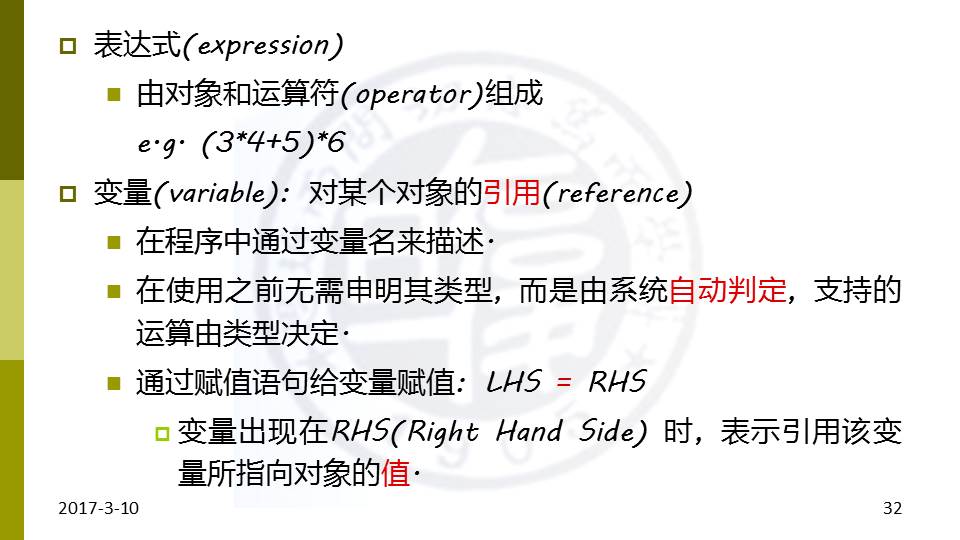 表达式(expression)
由对象和运算符(operator)组成
e.g. (3*4+5)*6
变量(variable)：对某个对象的引用(reference)
在程序中通过变量名来描述.
在使用之前无需申明其类型，而是由系统自动判定，支持的
运算由类型决定.
通过赋值语句给变量赋值：LHS = RHS
变量出现在RHS(Right Hand Side) 时，表示引用该变
量所指向对象的值.
2017-3-10
32